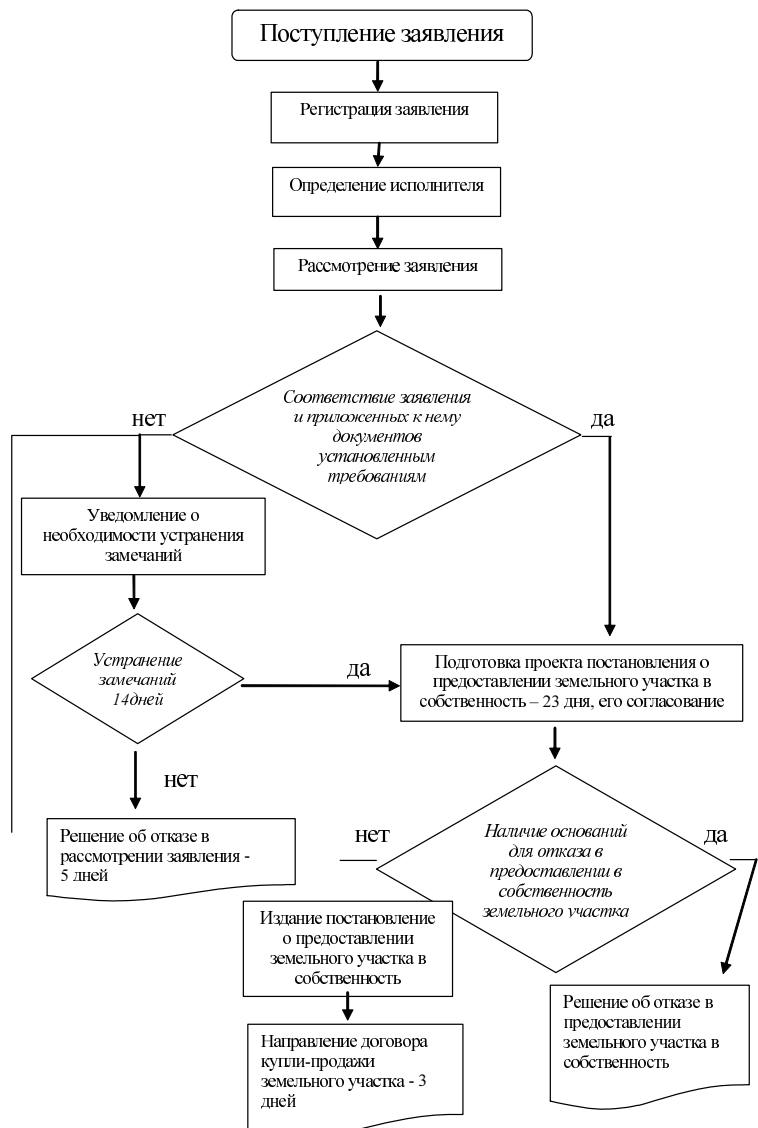 Поступление заявления
Регистрация заявления
Определение исполнителя
Рассмотрение заявления
Соответствие заявления
и приложенных к нему
документов
установленным
требованиям
нет
да
Уведомление о
необходимости устранения
замечаний
Устранение
замечаний
14дней
да
Подготовка проекта постановления о
предоставлении земельного участка в
собственность – 23 дня, его согласование
нет
Решение об отказе в
рассмотрении заявления -
5 дней
нет
Наличие оснований
для отказа в
предоставлении в
собственность
земельного участка
да
Издание постановление
о предоставлении
земельного участка в
собственность
Направление договора
купли-продажи
земельного участка - 3
дней
Решение об отказе в
предоставлении
земельного участка в
собственность